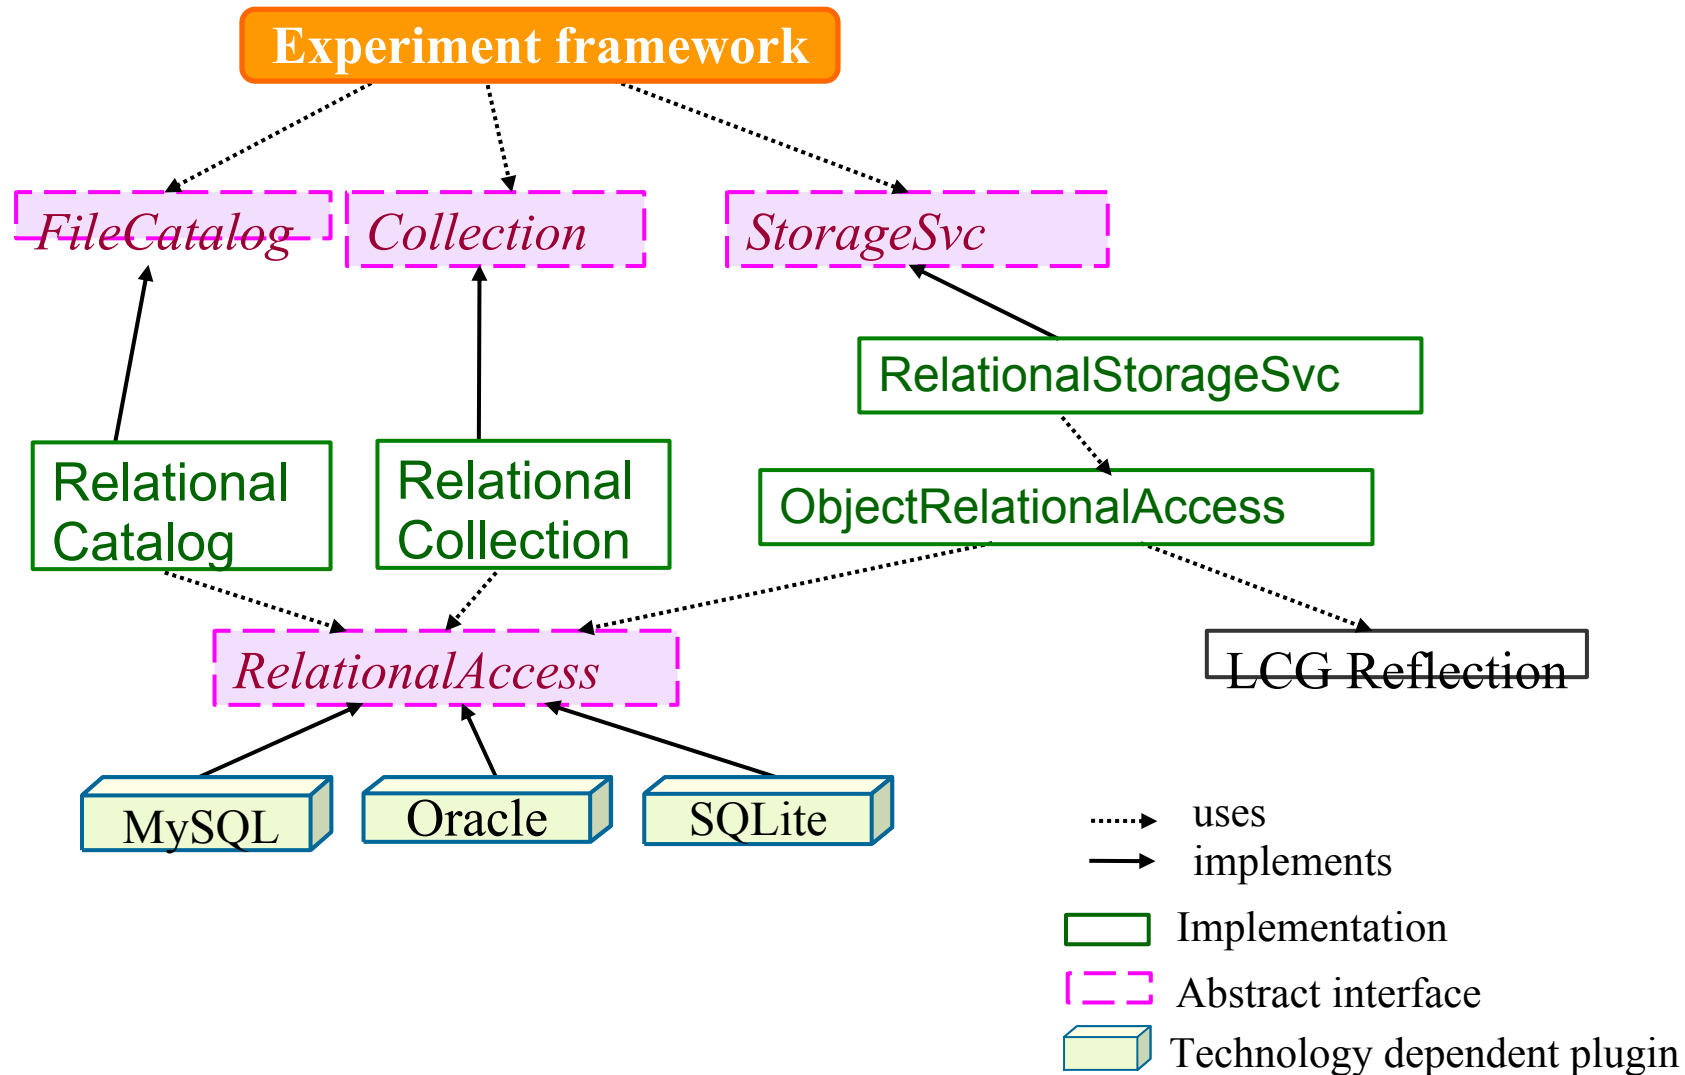 Experiment framework
FileCatalog
Collection
StorageSvc
RelationalStorageSvc
Relational
Catalog
Relational
Collection
ObjectRelationalAccess
RelationalAccess
LCG Reflection
MySQL
Oracle
SQLite
uses
implements
Implementation
Abstract interface
Technology dependent plugin